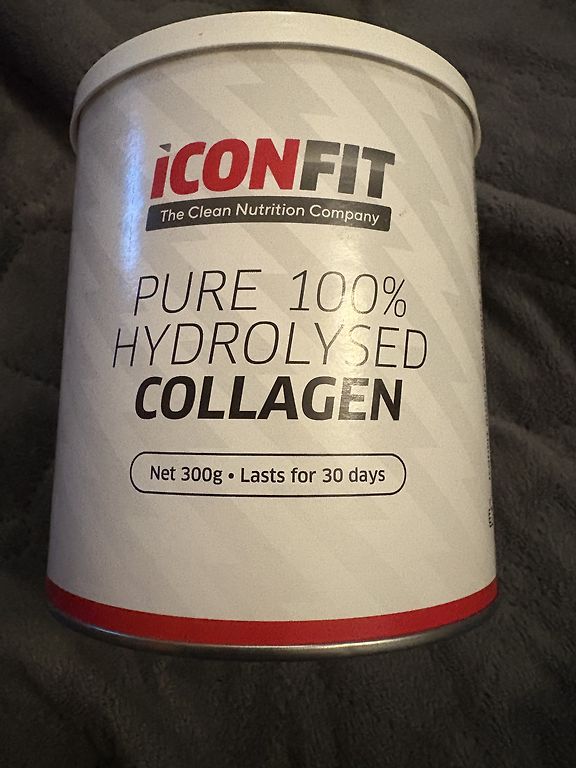 iCONFIT
The Clean Nutrition Company
PURE 100%
HYDROLYSED
COLLAGEN
Net 300g • Lasts for 30 days